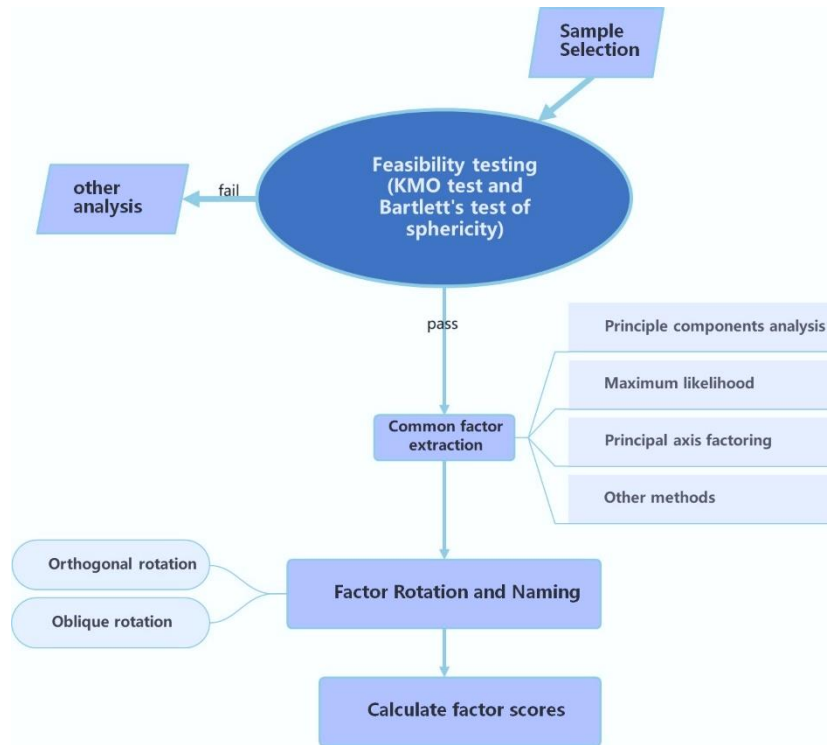 Sample
Selection
Feasibility testing
(KMO test and
Bartlett's test of
sphericity)
fail
other
analysis
pass
Principle components analysis
Maximum likelihood
Common factor
extraction
Principal axis factoring
Other methods
Orthogonal rotation
Factor Rotation and Naming
Oblique rotation
Calculate factor scores